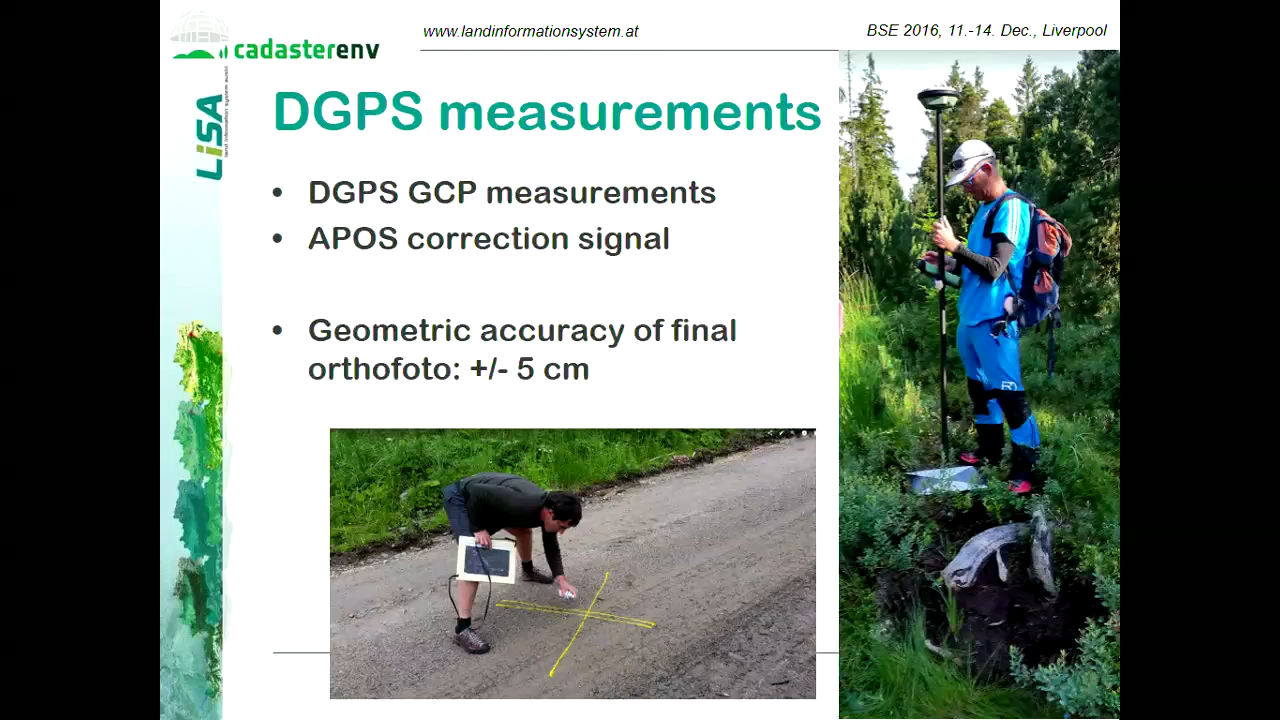 www.landinformationsystem.at
BSE 2016, 11.-14. Dec., Liverpool
cadasterenv
LiSA
DGPS measurements
• DGPS GCP measurements
• APOS correction signal
• Geometric accuracy of final
orthofoto: +/- 5 cm